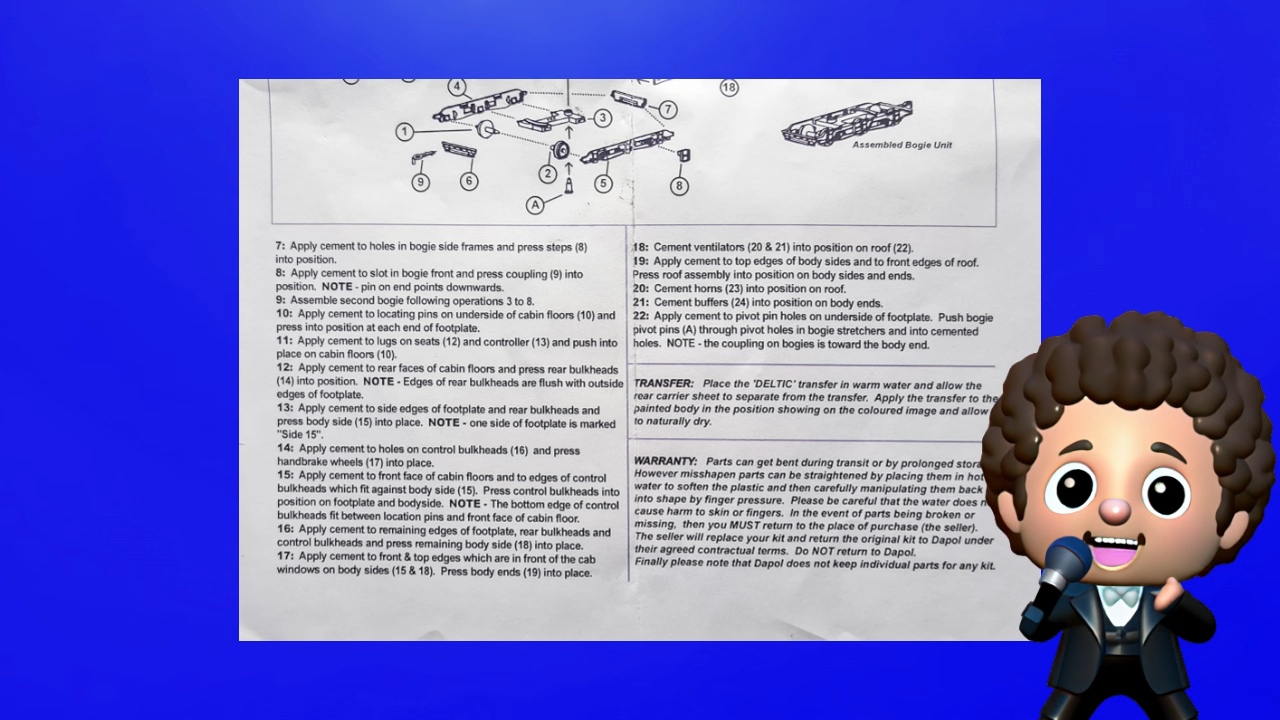 4
18
7
3
1
Assembled Bogie Unit
2
9
6
5
8
A
7: Apply cement to holes in bogie side frames and press steps (8)
into position.
8: Apply cement to slot in bogie front and press coupling (9) into
position. NOTE - pin on end points downwards.
9: Assemble second bogie following operations 3 to 8.
10: Apply cement to locating pins on underside of cabin floors (10) and
press into position at each end of footplate.
11: Apply cement to lugs on seats (12) and controller (13) and push into
place on cabin floors (10).
12: Apply cement to rear faces of cabin floors and press rear bulkheads
(14) into position. NOTE - Edges of rear bulkheads are flush with outside
edges of footplate.
13: Apply cement to side edges of footplate and rear bulkheads and
press body side (15) into place. NOTE - one side of footplate is marked
"Side 15".
14: Apply cement to holes on control bulkheads (16) and press
handbrake wheels (17) into place.
15: Apply cement to front face of cabin floors and to edges of control
bulkheads which fit against body side (15). Press control bulkheads into
position on footplate and bodyside. NOTE - The bottom edge of control
bulkheads fit between location pins and front face of cabin floor.
16: Apply cement to remaining edges of footplate, rear bulkheads and
control bulkheads and press remaining body side (18) into place.
17: Apply cement to front & top edges which are in front of the cab
windows on body sides (15 & 18). Press body ends (19) into place.
18: Cement ventilators (20 & 21) into position on roof (22).
19: Apply cement to top edges of body sides and to front edges of roof.
Press roof assembly into position on body sides and ends.
20: Cement horns (23) into position on roof.
21: Cement buffers (24) into position on body ends.
22: Apply cement to pivot pin holes on underside of footplate. Push bogie
pivot pins (A) through pivot holes in bogie stretchers and into cemented
holes. NOTE - the coupling on bogies is toward the body end.
TRANSFER: Place the 'DELTIC' transfer in warm water and allow the
rear carrier sheet to separate from the transfer. Apply the transfer to the
painted body in the position showing on the coloured image and allow
to naturally dry.
WARRANTY: Parts can get bent during transit or by prolonged
However misshapen parts can be straightened by placing them in hot
water to soften the plastic and then carefully manipulating them back
into shape by finger pressure. Please be careful that the water does
cause harm to skin or fingers. In the event of parts being broken or
missing, then you MUST return to the place of purchase (the seller).
The seller will replace your kit and return the original kit to Dapol under
their agreed contractual terms. Do NOT return to Dapol.
Finally please note that Dapol does not keep individual parts for any kit.